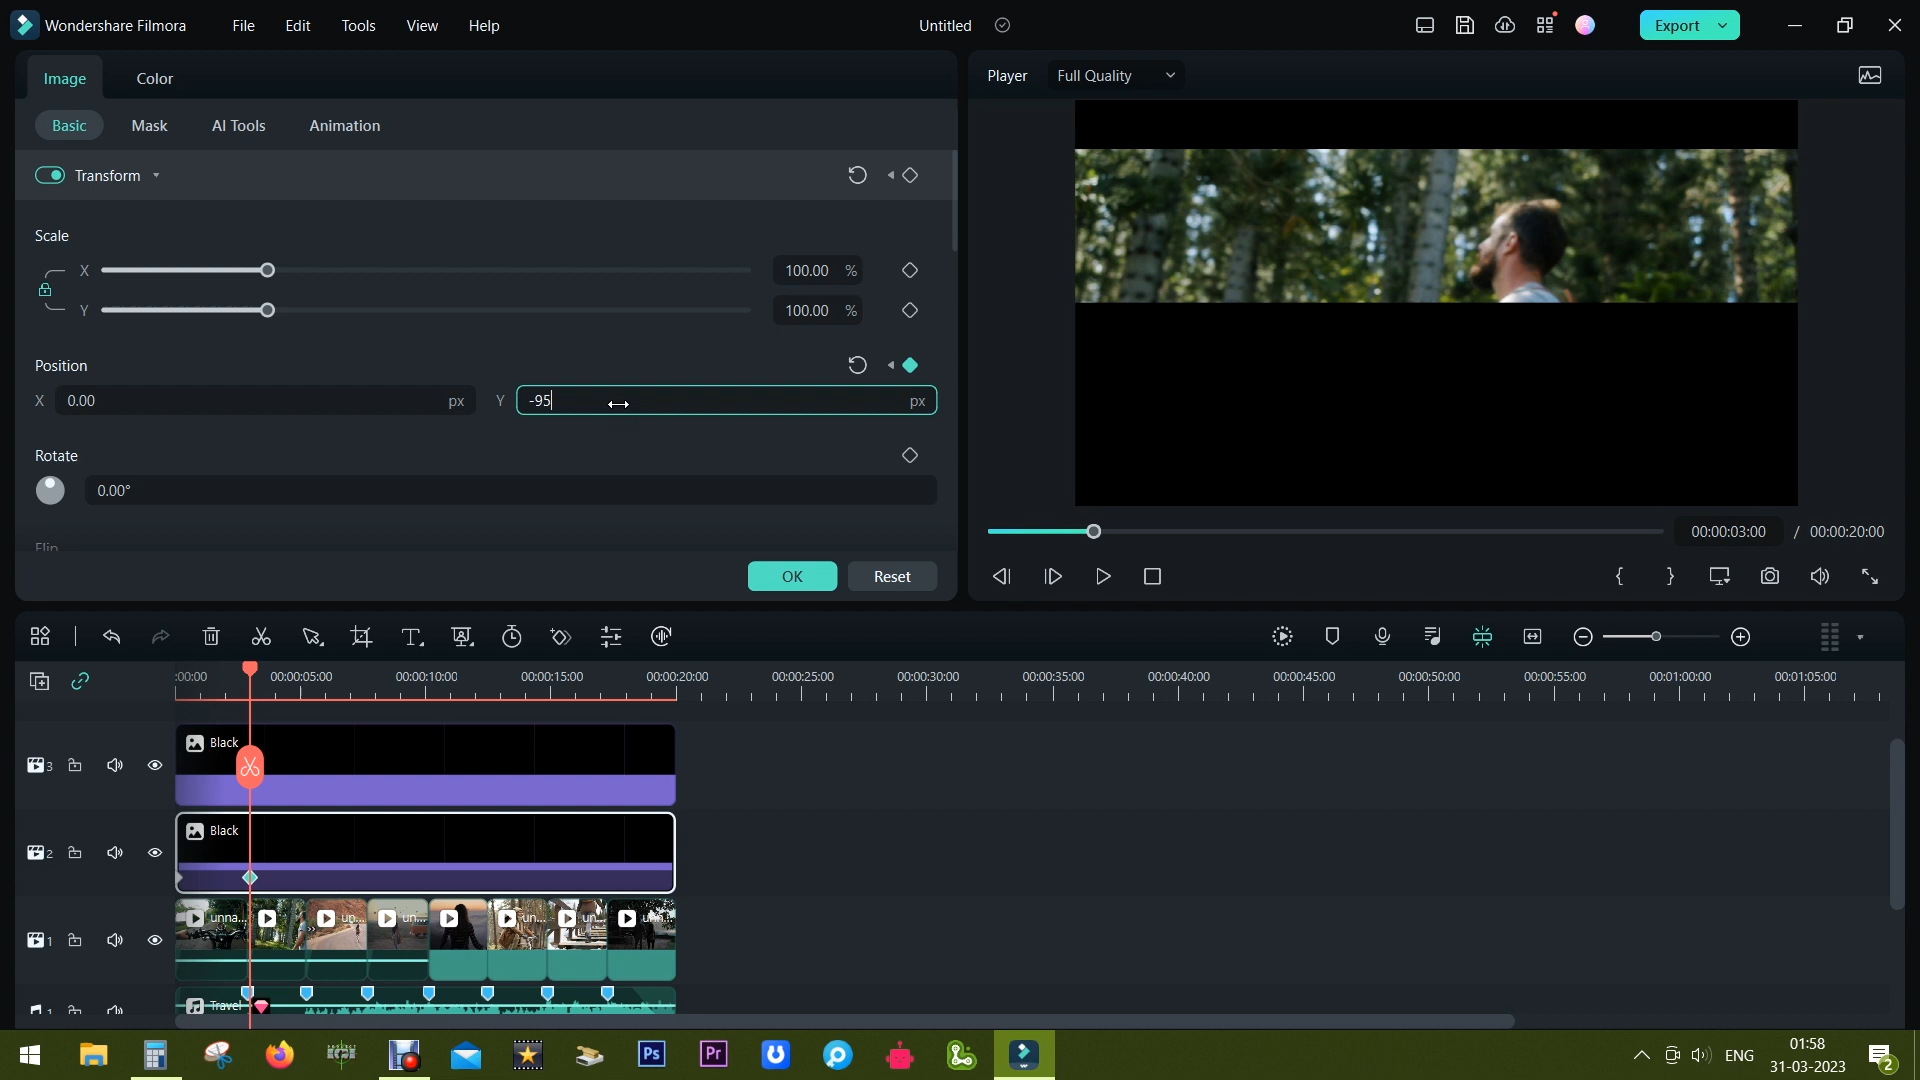 Wondershare Filmora File Edit Tools View Help Untitled Export
Image Color
Player Full Quality
Basic Mask AI Tools Animation
Transform
Scale
X 100.00 %
Y 100.00 %
Position
X 0.00 px Y -95 px
Rotate
0.00°
Flip
OK Reset
00:00:03:00 / 00:00:20:00
:00:00 00:00:05:00 00:00:10:00 00:00:15:00 00:00:20:00 00:00:25:00 00:00:30:00 00:00:35:00 00:00:40:00 00:00:45:00 00:00:50:00 00:00:55:00 00:01:00:00 00:01:05:00
Black
3
Black
2
unna... un... un... un... un... unn...
1
Travel
1
Ps Pr ENG
01:58
31-03-2023
2